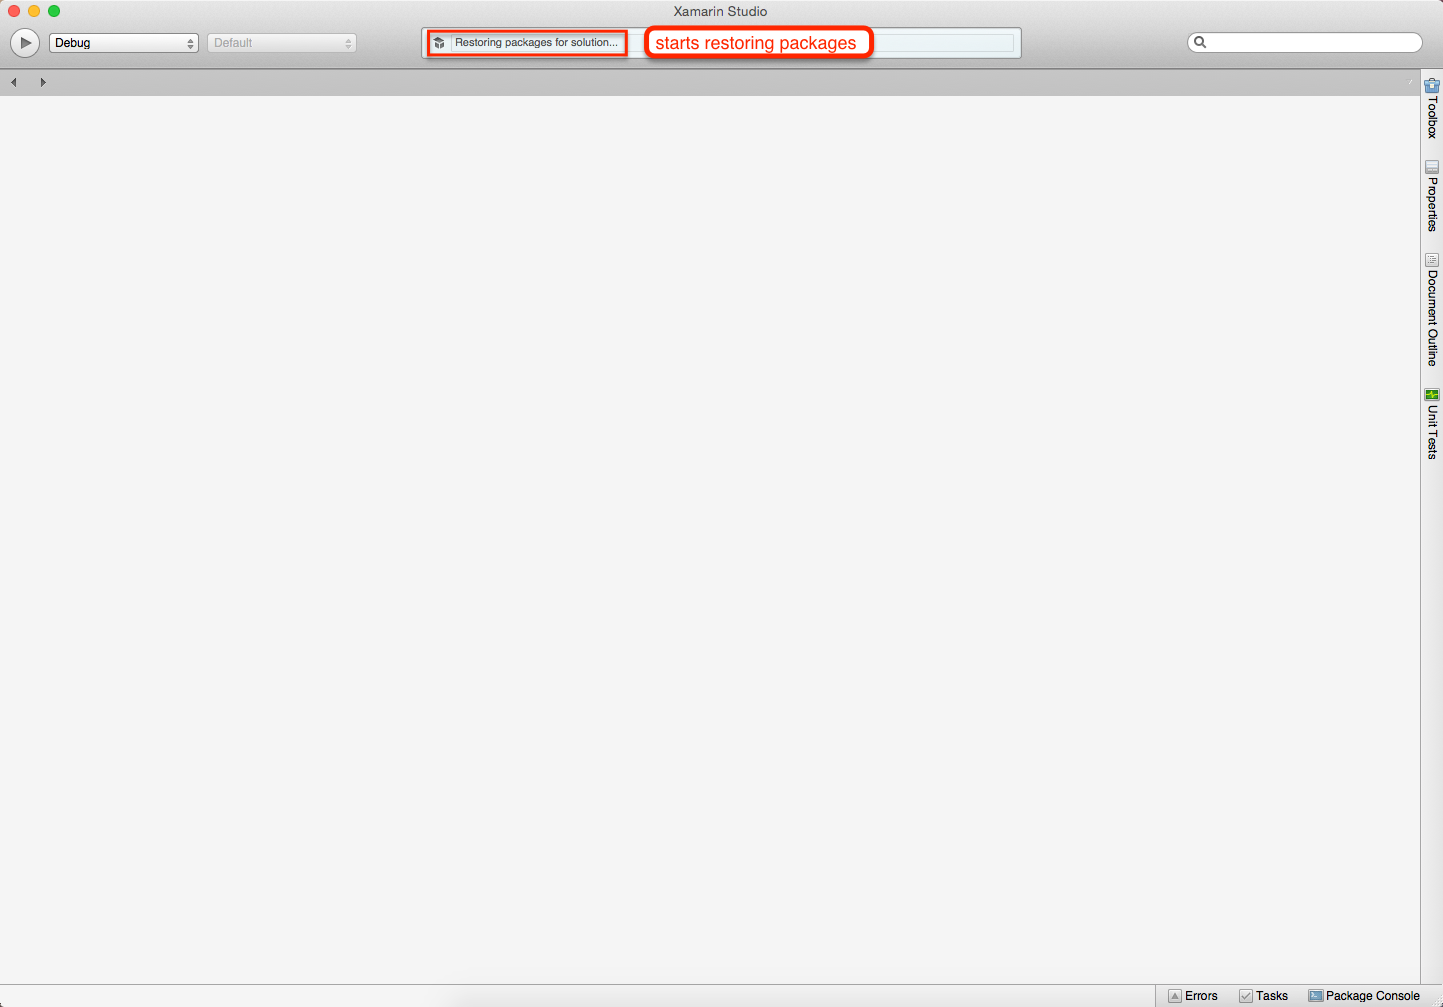 Xamarin Studio
Debug
Default
Restoring packages for solution...
starts restoring packages
Toolbox
Properties
Document Outline
Unit Tests
Errors
Tasks
Package Console